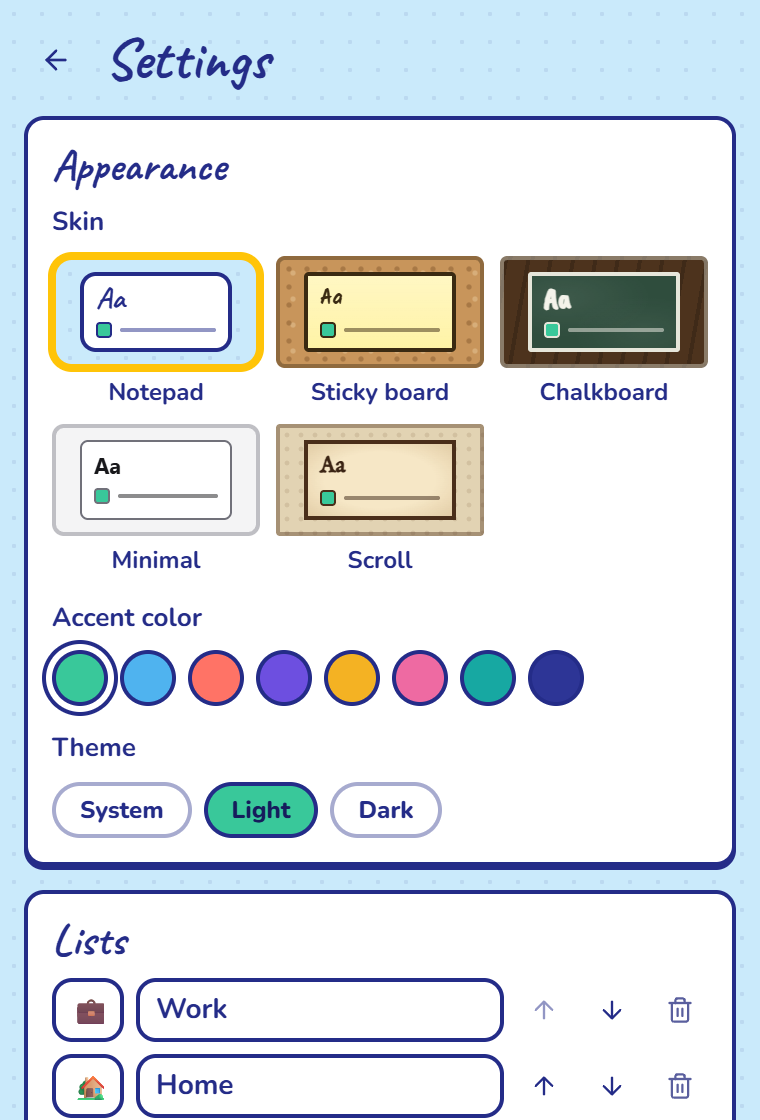 Settings
Appearance
Skin
Aa
Aa
Aa
Notepad
Sticky board
Chalkboard
Aa
Aa
Minimal
Scroll
Accent color
Theme
System
Light
Dark
Lists
Work
Home